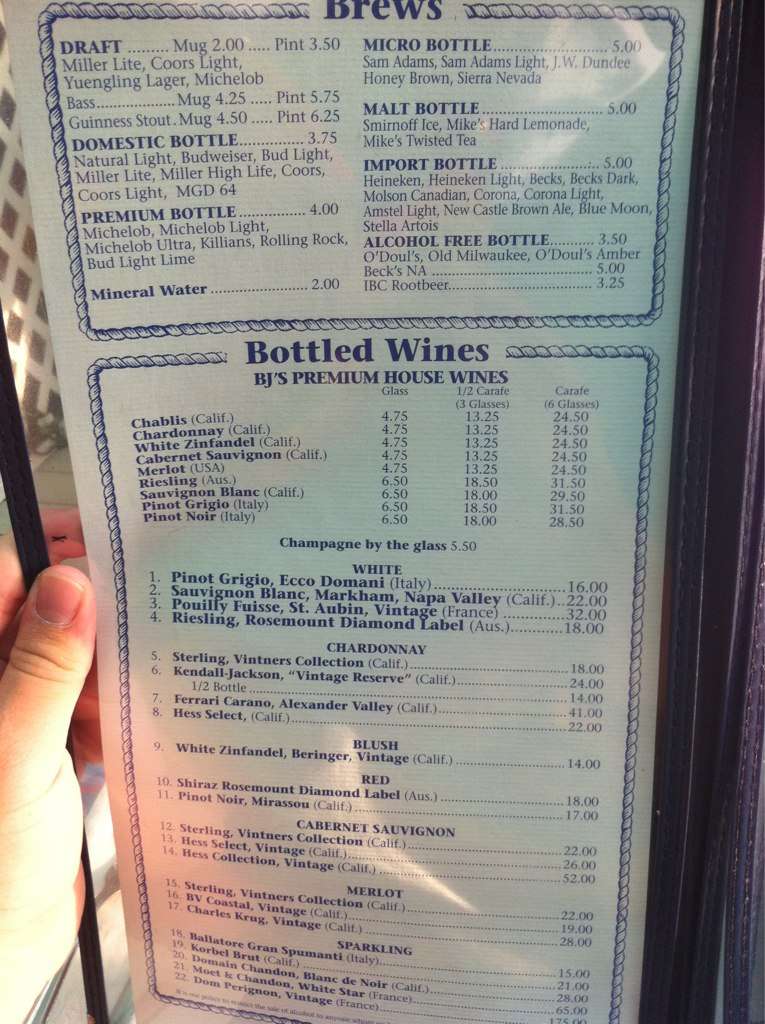 Brews
DRAFT ......... Mug 2.00 ..... Pint 3.50
Miller Lite, Coors Light,
Yuengling Lager, Michelob
Bass..................... Mug 4.25 ..... Pint 5.75
Guinness Stout. Mug 4.50 ..... Pint 6.25
DOMESTIC BOTTLE............... 3.75
Natural Light, Budweiser, Bud Light,
Miller Lite, Miller High Life, Coors,
Coors Light, MGD 64
PREMIUM BOTTLE ................ 4.00
Michelob, Michelob Light,
Michelob Ultra, Killians, Rolling Rock,
Bud Light Lime
Mineral Water ....................... 2.00
MICRO BOTTLE............................ 5.00
Sam Adams, Sam Adams Light, J.W. Dundee
Honey Brown, Sierra Nevada
MALT BOTTLE .............................. 5.00
Smirnoff Ice, Mike's Hard Lemonade,
Mike's Twisted Tea
IMPORT BOTTLE .......................... 5.00
Heineken, Heineken Light, Becks, Becks Dark,
Molson Canadian, Corona, Corona Light,
Amstel Light, New Castle Brown Ale, Blue Moon,
Stella Artois
ALCOHOL FREE BOTTLE........... 3.50
O'Doul's, Old Milwaukee, O'Doul's Amber
Beck's NA ........................................ 5.00
IBC Rootbeer................................... 3.25
Bottled Wines
BJ'S PREMIUM HOUSE WINES
Glass 1/2 Carafe Carafe
(3 Glasses) (6 Glasses)
Chablis (Calif.) 4.75 13.25 24.50
Chardonnay (Calif.) 4.75 13.25 24.50
White Zinfandel (Calif.) 4.75 13.25 24.50
Cabernet Sauvignon (Calif.) 4.75 13.25 24.50
Merlot (USA) 4.75 13.25 24.50
Riesling (Aus.) 6.50 18.50 31.50
Sauvignon Blanc (Calif.) 6.50 18.00 29.50
Pinot Grigio (Italy) 6.50 18.50 31.50
Pinot Noir (Italy) 6.50 18.00 28.50
Champagne by the glass 5.50
WHITE
1. Pinot Grigio, Ecco Domani (Italy) ........................ 16.00
2. Sauvignon Blanc, Markham, Napa Valley (Calif.)..22.00
3. Pouilly Fuisse, St. Aubin, Vintage (France) ............ 32.00
4. Riesling, Rosemount Diamond Label (Aus.)............ 18.00
CHARDONNAY
5. Sterling, Vintners Collection (Calif.) ........................ 18.00
6. Kendall-Jackson, "Vintage Reserve" (Calif.) ............ 24.00
1/2 Bottle ........................ 14.00
7. Ferrari Carano, Alexander Valley (Calif.) ............ 41.00
8. Hess Select, (Calif. ........................ 22.00
BLUSH
9. White Zinfandel, Beringer, Vintage (Calif.) ............ 14.00
RED
10. Shiraz Rosemount Diamond Label (Aus.) ............ 18.00
11. Pinot Noir, Mirassou (Calif.) ........................ 17.00
CABERNET SAUVIGNON
12. Sterling, Vintners Collection (Calif.) ............ 22.00
13. Hess Select, Vintage (Calif.) ............ 26.00
14. Hess Collection, Vintage (Calif.) ............ 52.00
MERLOT
15. Sterling, Vintners Collection (Calif.) ............ 22.00
16. BV Coastal, Vintage (Calif.) ............ 19.00
17. Charles Krug, Vintage (Calif.) ............ 28.00
SPARKLING
18. Ballatore Gran Spumanti (Italy)............ 15.00
19. Korbel Brut (Calif.) ............ 21.00
20. Domain Chandon, Blanc de Noir (Calif.) ............ 28.00
21. Moet & Chandon, White Star (France) ............ 65.00
22. Dom Perignon, Vintage (France) ............ 175.00
It is our policy to restrict the sale of alcohol to anyone